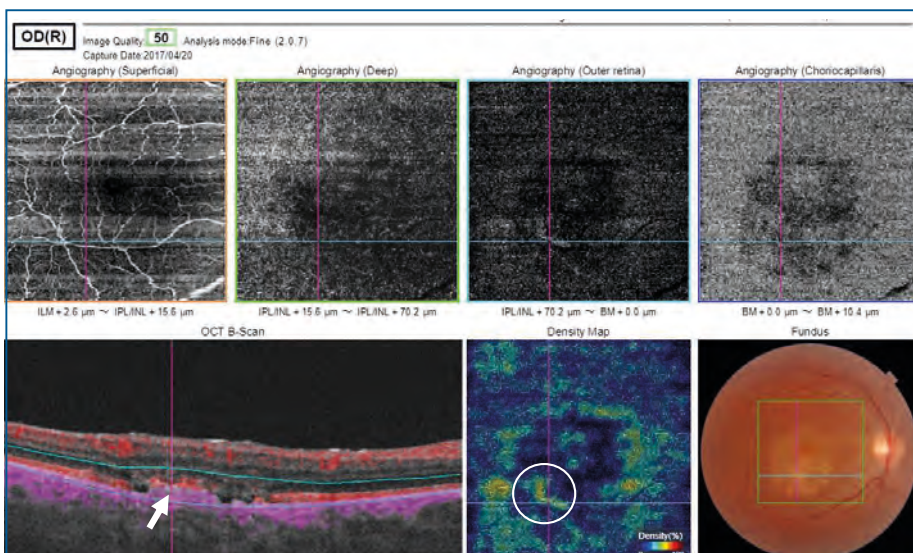 OD(R)
Image Quality: 50 Analysis mode:Fine (2.0.7)
Capture Date:2017/04/20
Angiography (Superficial)
Angiography (Deep)
Angiography (Outer retina)
Angiography (Choriocapillaris)
ILM + 2.6 μm ~ IPL/INL + 15.6 μm
IPL/INL + 15.6 μm ~ IPL/INL + 70.2 μm
IPL/INL + 70.2 μm ~ BM + 0.0 μm
BM + 0.0 μm ~ BM + 10.4 μm
OCT B-Scan
Density Map
Fundus
Density(%)